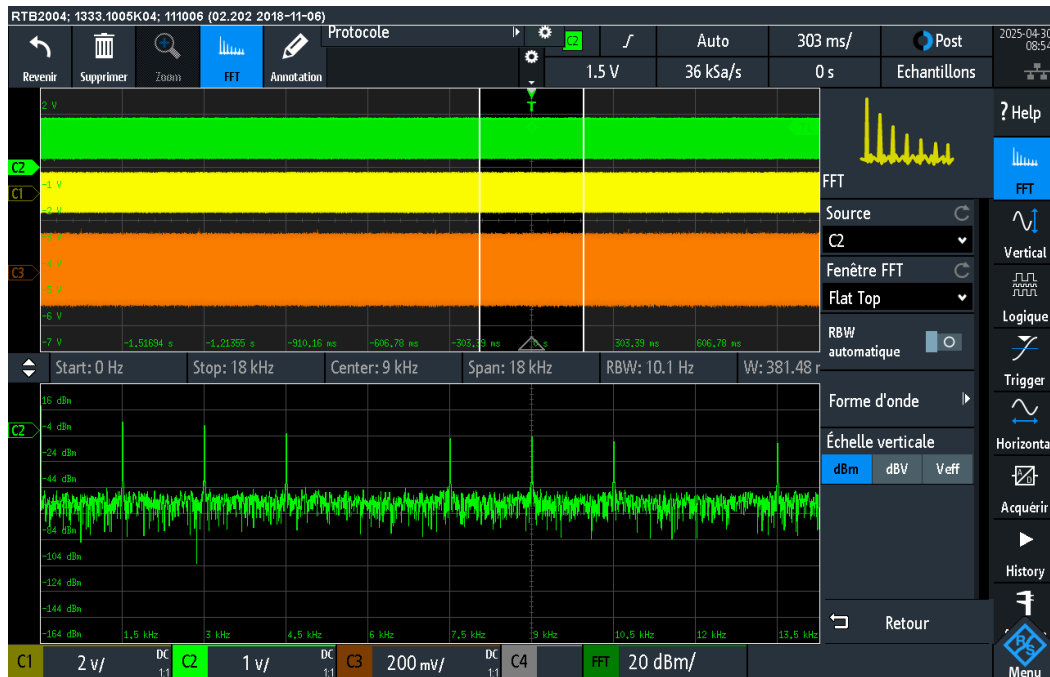 RTB2004; 1333.1005K04; 111006 (02.202 2018-11-06)
Revenir
Supprimer
Zoom
FFT
Annotation
Protocole
C2
Auto
303 ms/
Post
2025-04-30
08:54
1.5 V
36 kSa/s
0 s
Echantillons
T
2 V
C2
-1 V
C1
-2 V
-3 V
C3
-4 V
-5 V
-6 V
-7 V
-1.51694 s
-1.21355 s
-910.16 ms
-606.78 ms
-303.39 ms
0 s
303.39 ms
606.78 ms
Start: 0 Hz
Stop: 18 kHz
Center: 9 kHz
Span: 18 kHz
RBW: 10.1 Hz
W: 381.48 r
16 dBm
C2
-4 dBm
-24 dBm
-44 dBm
-84 dBm
-104 dBm
-124 dBm
-144 dBm
-164 dBm
1.5 kHz
3 kHz
4.5 kHz
6 kHz
7.5 kHz
9 kHz
10.5 kHz
12 kHz
13.5 kHz
FFT
Source
C2
Fenêtre FFT
Flat Top
RBW
automatique
Forme d'onde
Échelle verticale
dBm
dBV
Veff
Retour
? Help
FFT
Vertical
Logique
Trigger
Horizonta
Acquérir
History
R/S
Menu
C1
2 V/
DC
1:1
C2
1 V/
DC
1:1
C3
200 mV/
DC
1:1
C4
FFT
20 dBm/